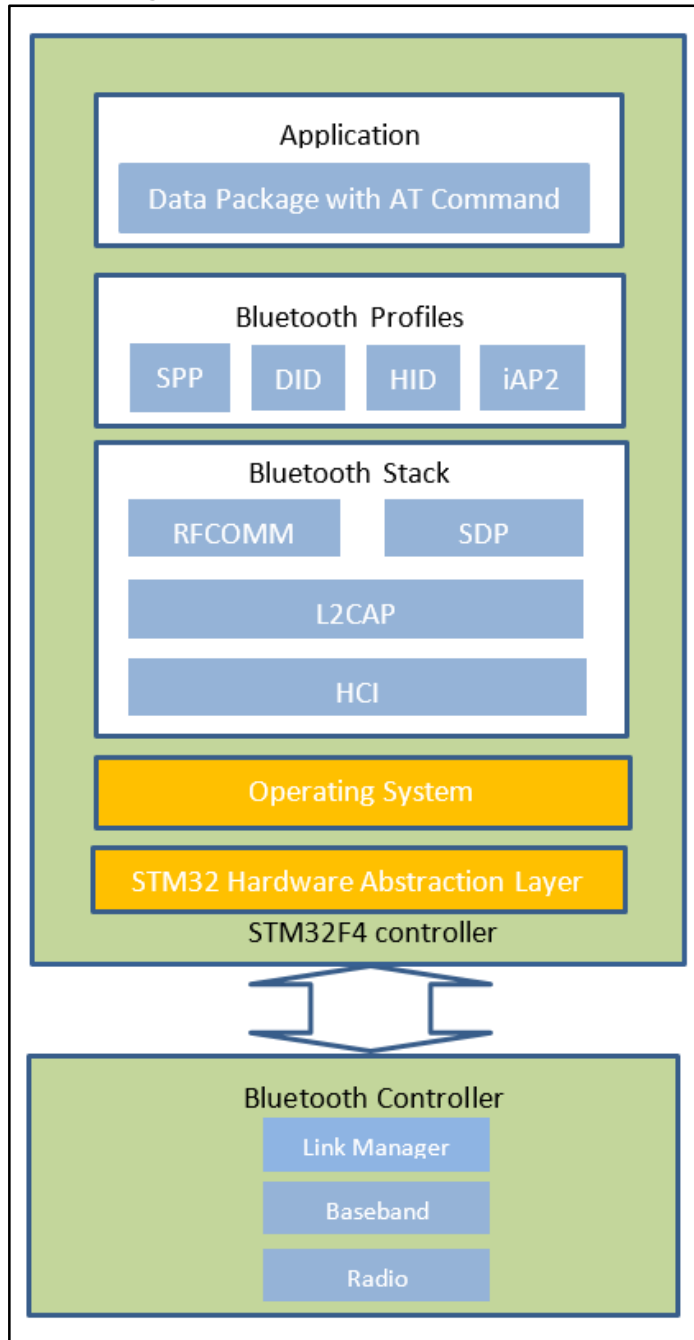 Application
Data Package with AT Command
Bluetooth Profiles
SPP DID HID iAP2
Bluetooth Stack
RFCOMM SDP
L2CAP
HCI
Operating System
STM32 Hardware Abstraction Layer
STM32F4 controller
Bluetooth Controller
Link Manager
Baseband
Radio